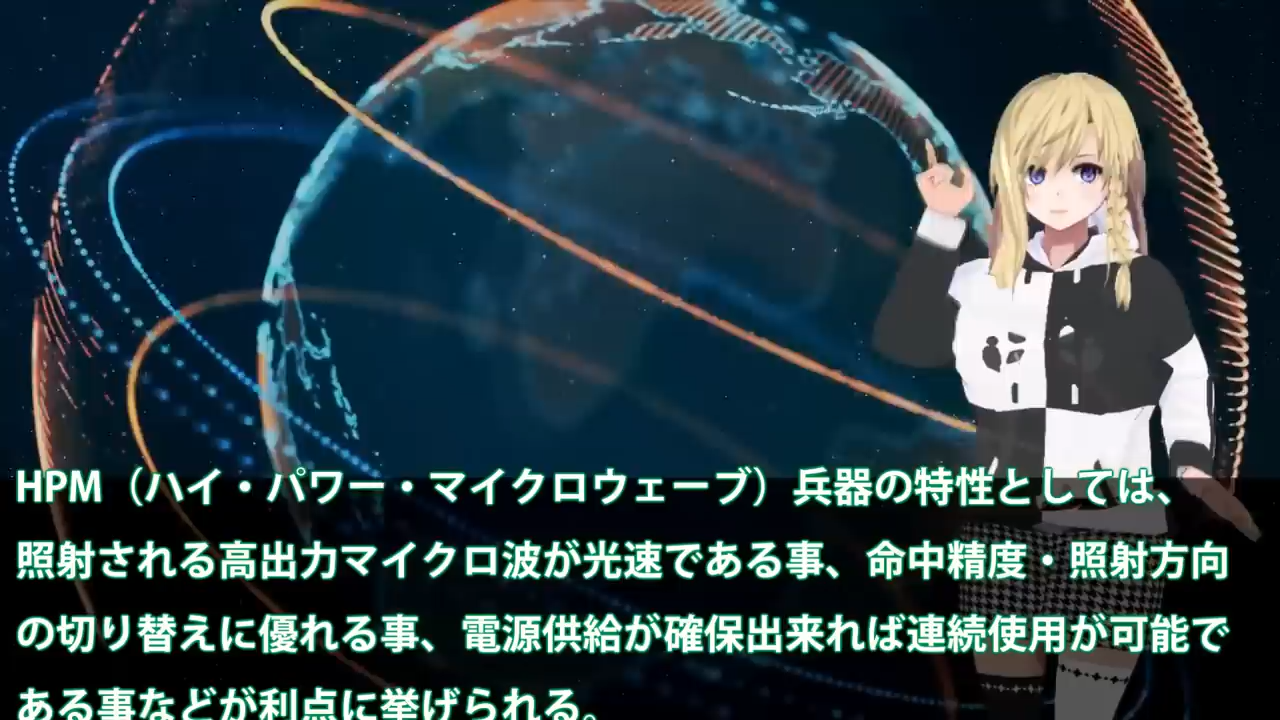 HPM（ハイ・パワー・マイクロウェーブ）兵器の特性としては、
照射される高出力マイクロ波が光速である事、命中精度・照射方向
の切り替えに優れる事、電源供給が確保出来れば連続使用が可能で
ある事などが利点に挙げられる。